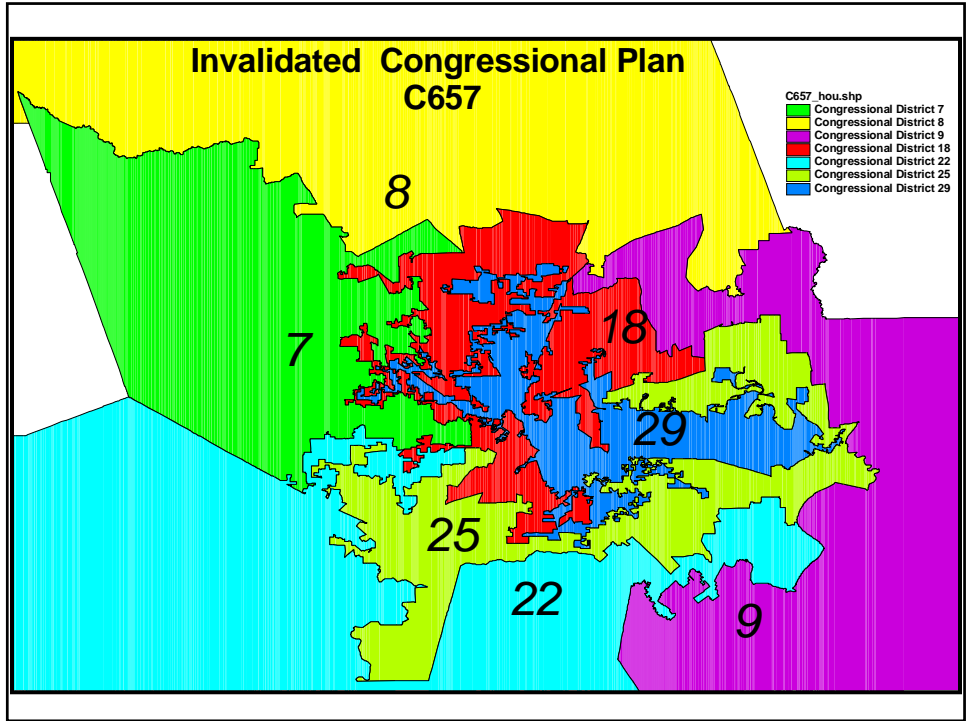 Invalidated Congressional Plan
C657
C657_hou.shp
Congressional District 7
Congressional District 8
Congressional District 9
Congressional District 18
Congressional District 22
Congressional District 25
Congressional District 29
8
18
7
29
25
22
9